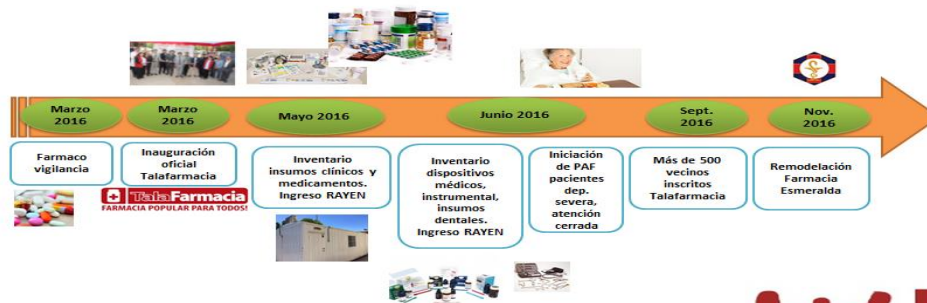 Marzo
2016
Marzo
2016
Mayo 2016
Junio 2016
Sept.
2016
Nov.
2016
Farmaco
vigilancia
Inauguración
oficial
Talafarmacia
TalaFarmacia
FARMACIA POPULAR PARA TODOS!
Inventario
insumos clínicos y
medicamentos.
Ingreso RAYEN
Inventario
dispositivos
médicos,
instrumental,
insumos
dentales.
Ingreso RAYEN
Iniciación
de PAF
pacientes
dep.
severa,
atención
cerrada
Más de 500
vecinos
inscritos
Talafarmacia
Remodelación
Farmacia
Esmeralda